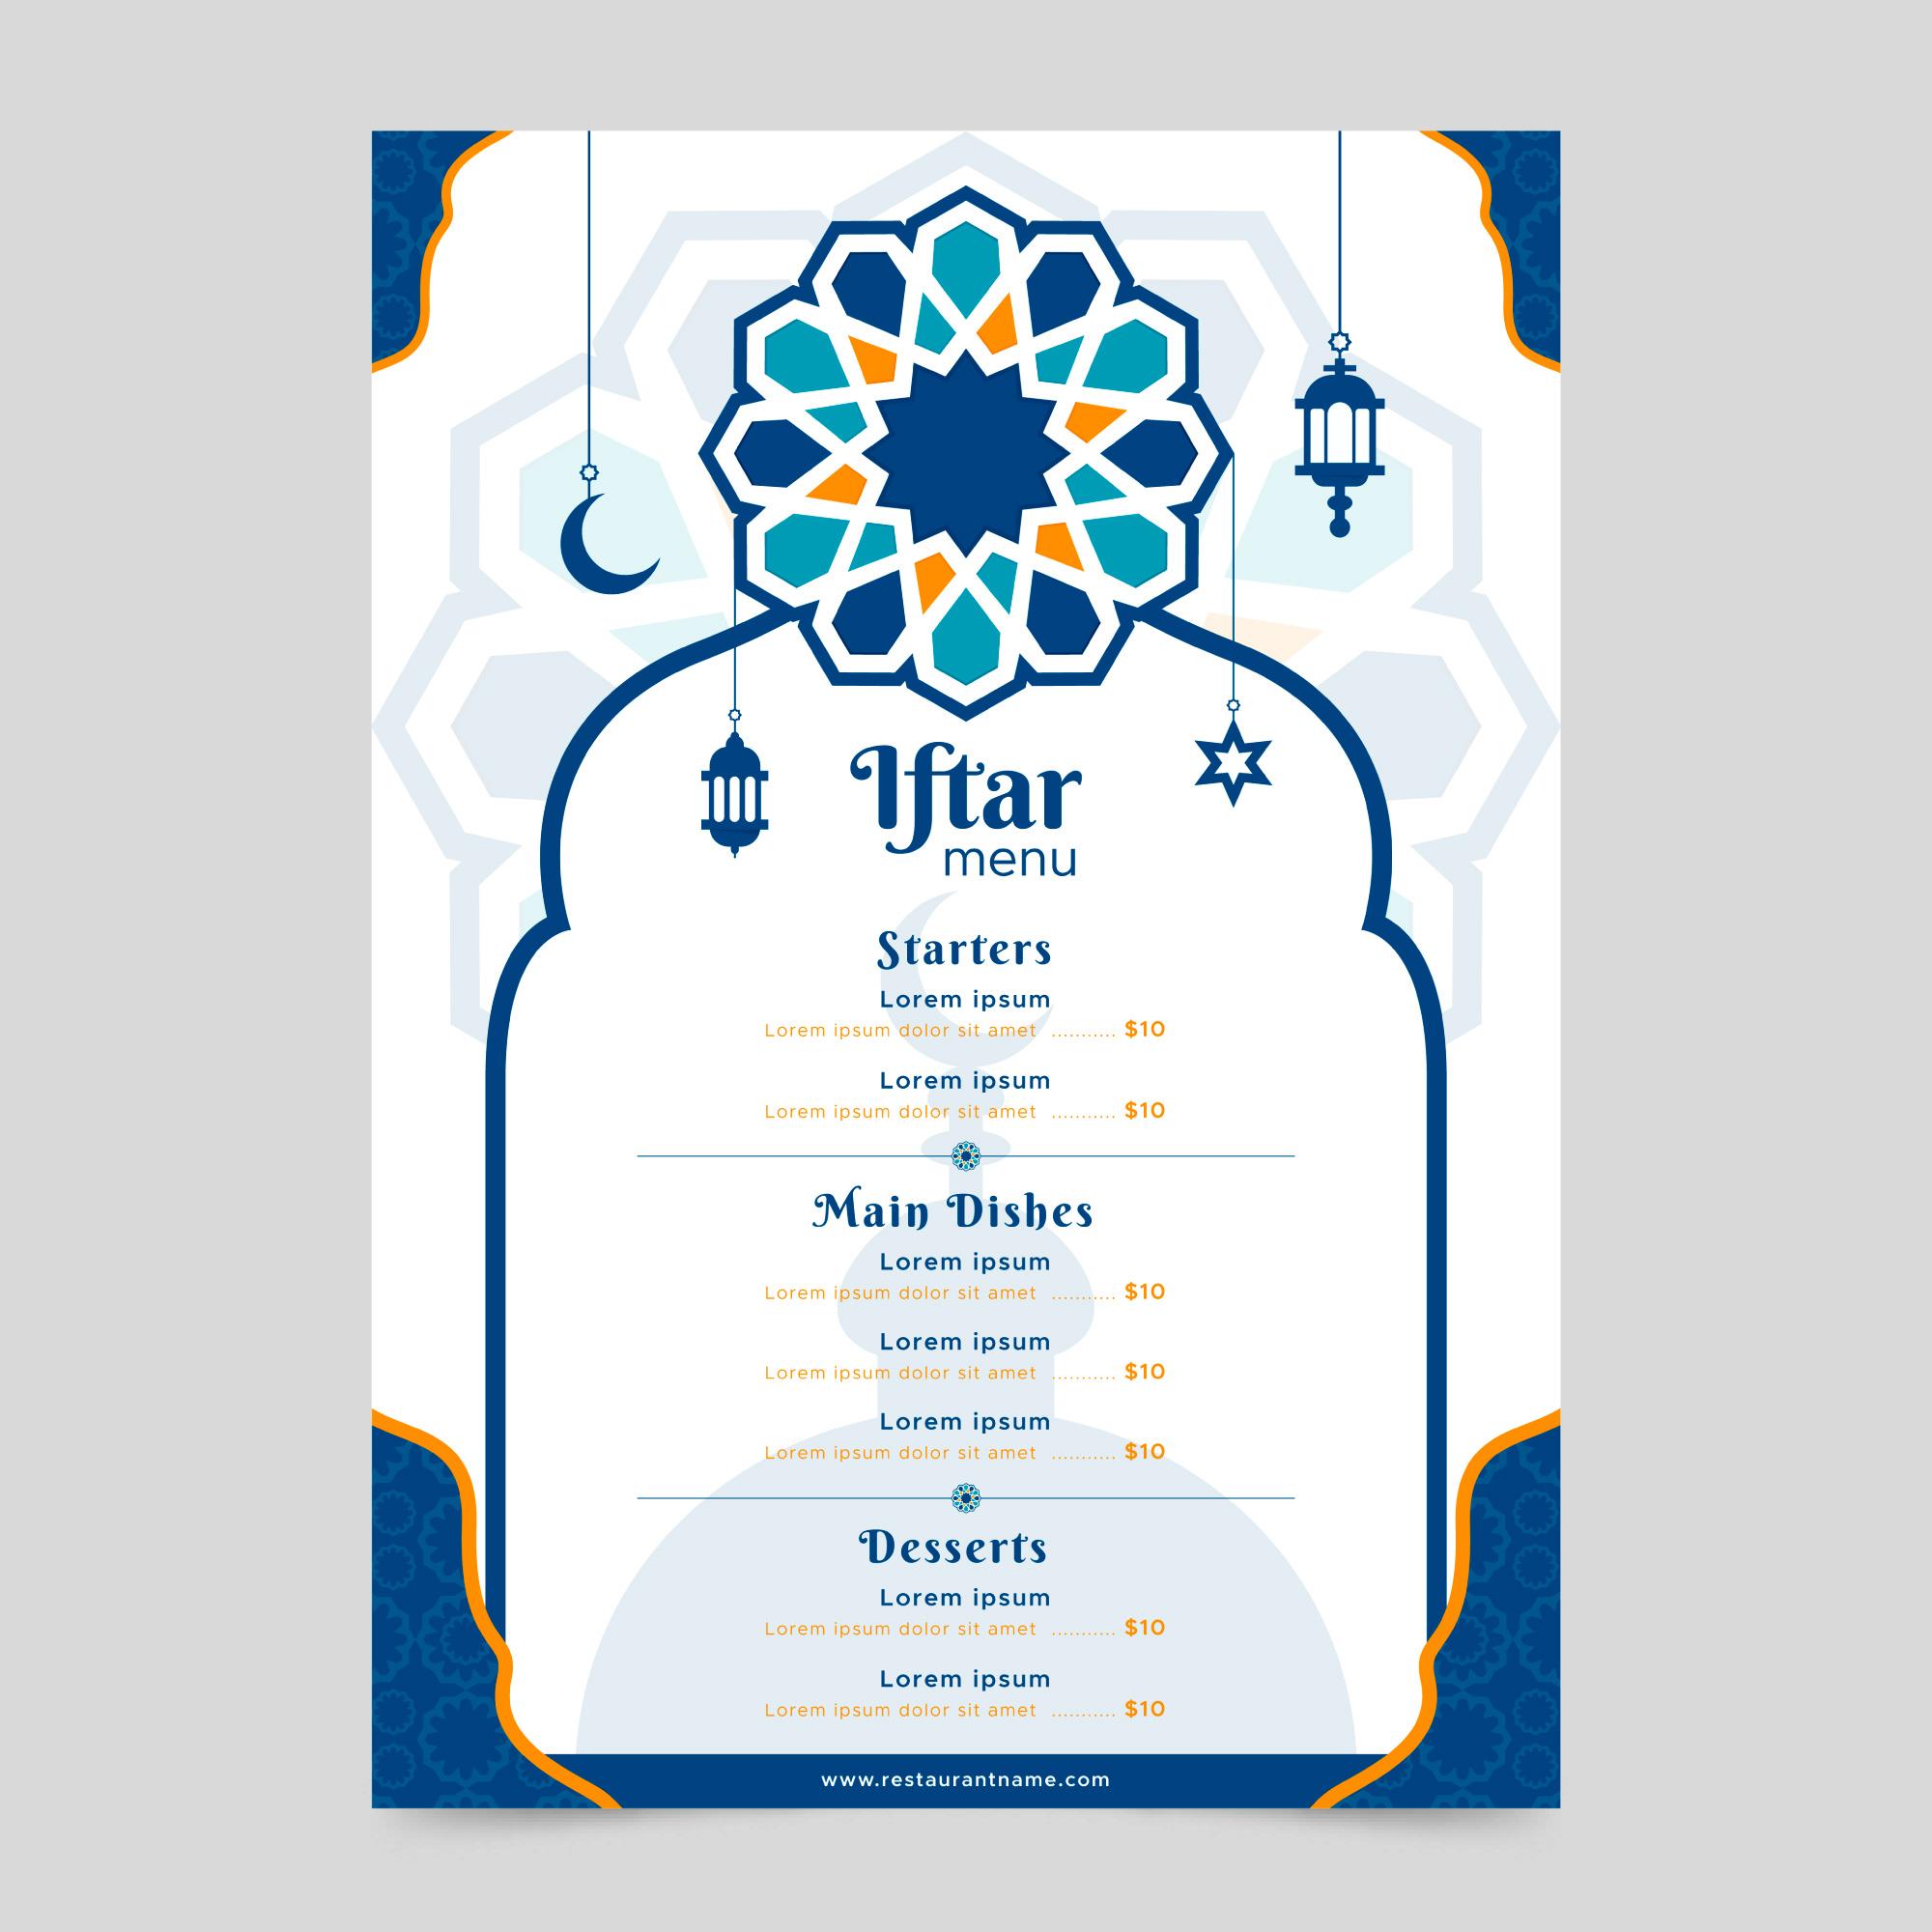 Iftar
menu
Starters
Lorem ipsum
Lorem ipsum dolor sit amet ........... $10
Lorem ipsum
Lorem ipsum dolor sit amet ........... $10
Main Dishes
Lorem ipsum
Lorem ipsum dolor sit amet ........... $10
Lorem ipsum
Lorem ipsum dolor sit amet ........... $10
Lorem ipsum
Lorem ipsum dolor sit amet ........... $10
Desserts
Lorem ipsum
Lorem ipsum dolor sit amet ........... $10
Lorem ipsum
Lorem ipsum dolor sit amet ........... $10
www.restaurantname.com